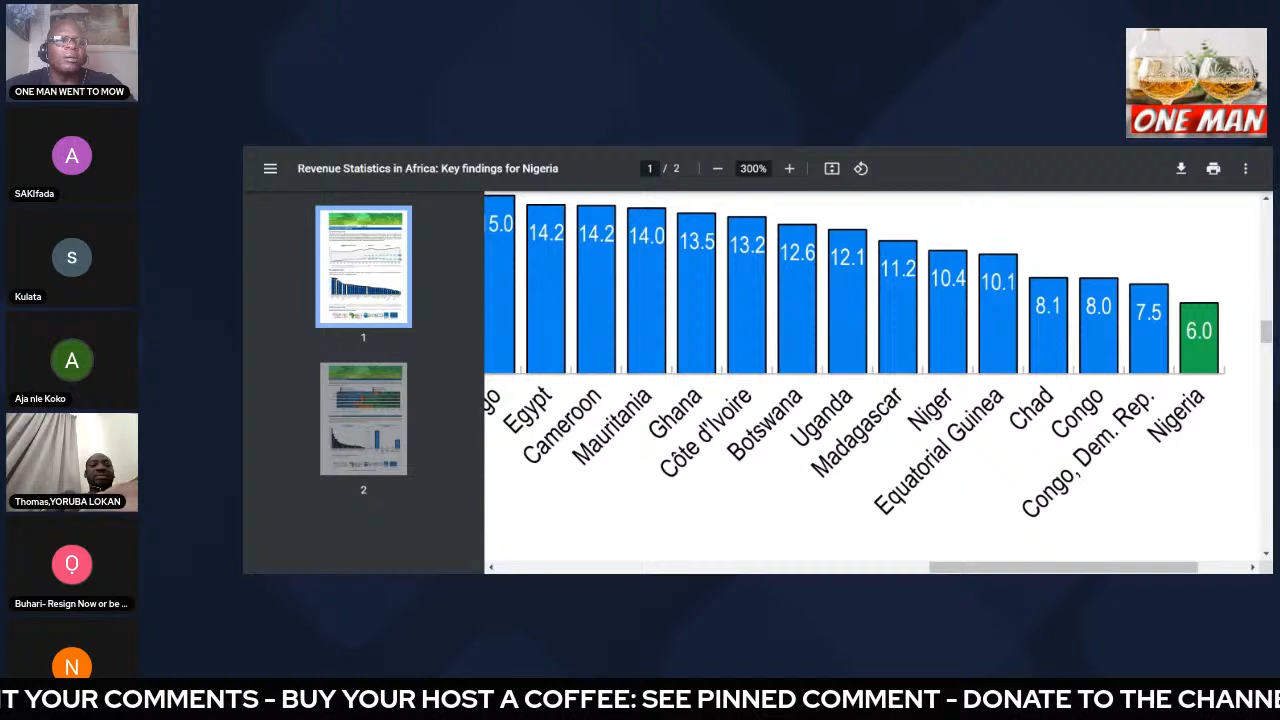 ONE MAN WENT TO MOW
A
SAKIfada
S
Kulata
A
Aja nle Koko
Thomas,YORUBA LOKAN
Ọ
Buhari- Resign Now or be ...
N
ONE MAN
Revenue Statistics in Africa: Key findings for Nigeria
1 / 2
300%
1
2
5.0 14.2 14.2 14.0 13.5 13.2 12.6 12.1 11.2 10.4 10.1 8.1 8.0 7.5 6.0
go Egypt Cameroon Mauritania Ghana Côte d'Ivoire Botswana Uganda Madagascar Niger Equatorial Guinea Chad Congo Congo, Dem. Rep. Nigeria
T YOUR COMMENTS - BUY YOUR HOST A COFFEE: SEE PINNED COMMENT - DONATE TO THE CHANNE